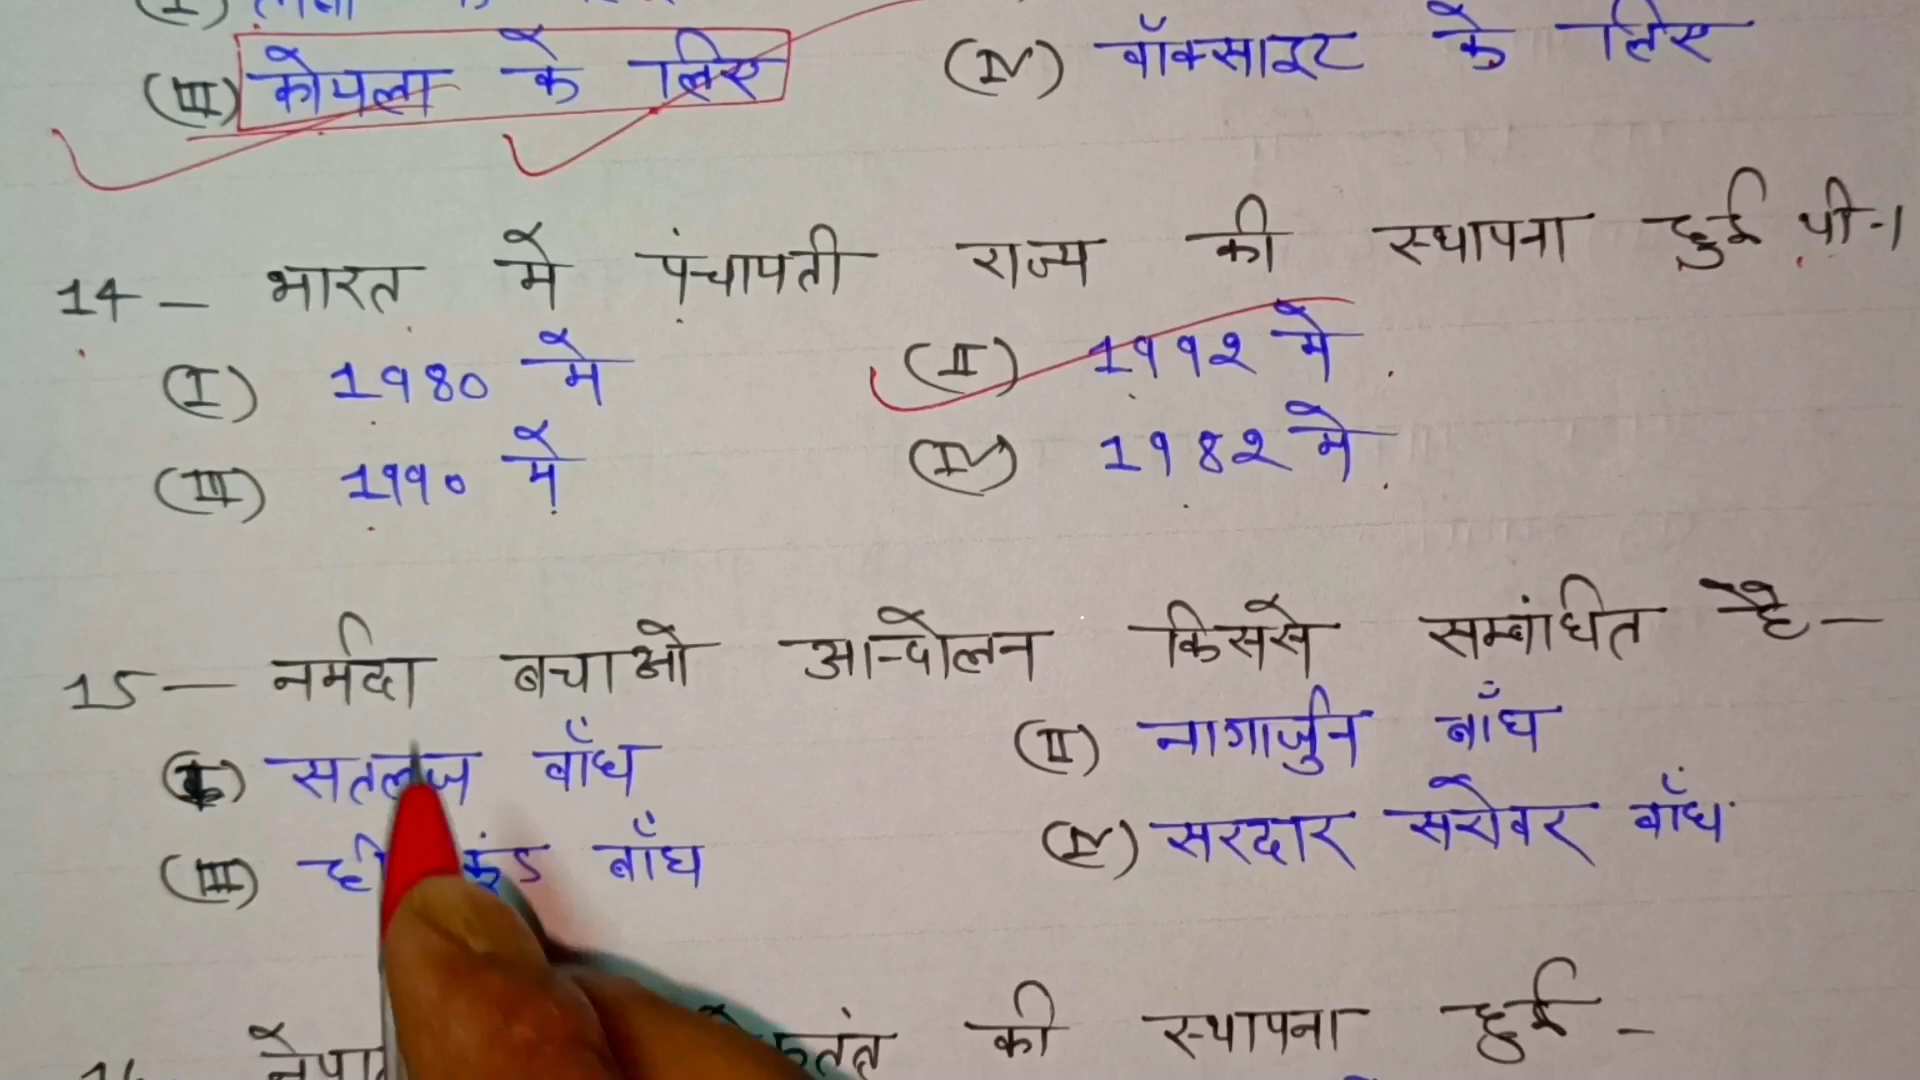 (III) कोयला के लिए (IV) बॉक्साइट के लिए
14 - भारत में पंचायती राज्य की स्थापना हुई थी-।
(I) 1980 में (II) 1992 में
(III) 1990 में (IV) 1982 में
15 - नर्मदा बचाओ आन्दोलन किससे सम्बंधित है -
(I) सतलज बाँध (II) नागार्जुन बाँध
(III) बाँध (IV) सरदार सरोवर बाँध
की स्थापना हुई -